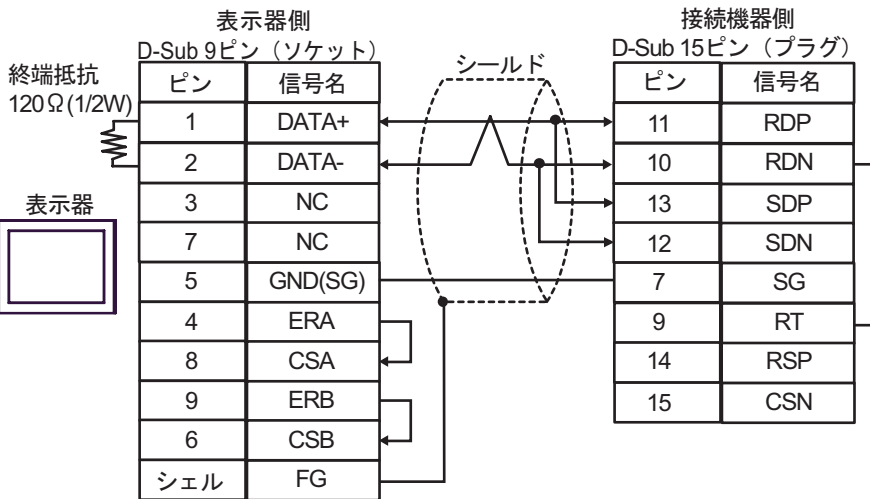 表示器側
D-Sub 9ピン（ソケット）
終端抵抗
120Ω(1/2W)
表示器
ピン 信号名
1 DATA+
2 DATA-
3 NC
7 NC
5 GND(SG)
4 ERA
8 CSA
9 ERB
6 CSB
シェル FG
シールド
接続機器側
D-Sub 15ピン（プラグ）
ピン 信号名
11 RDP
10 RDN
13 SDP
12 SDN
7 SG
9 RT
14 RSP
15 CSN